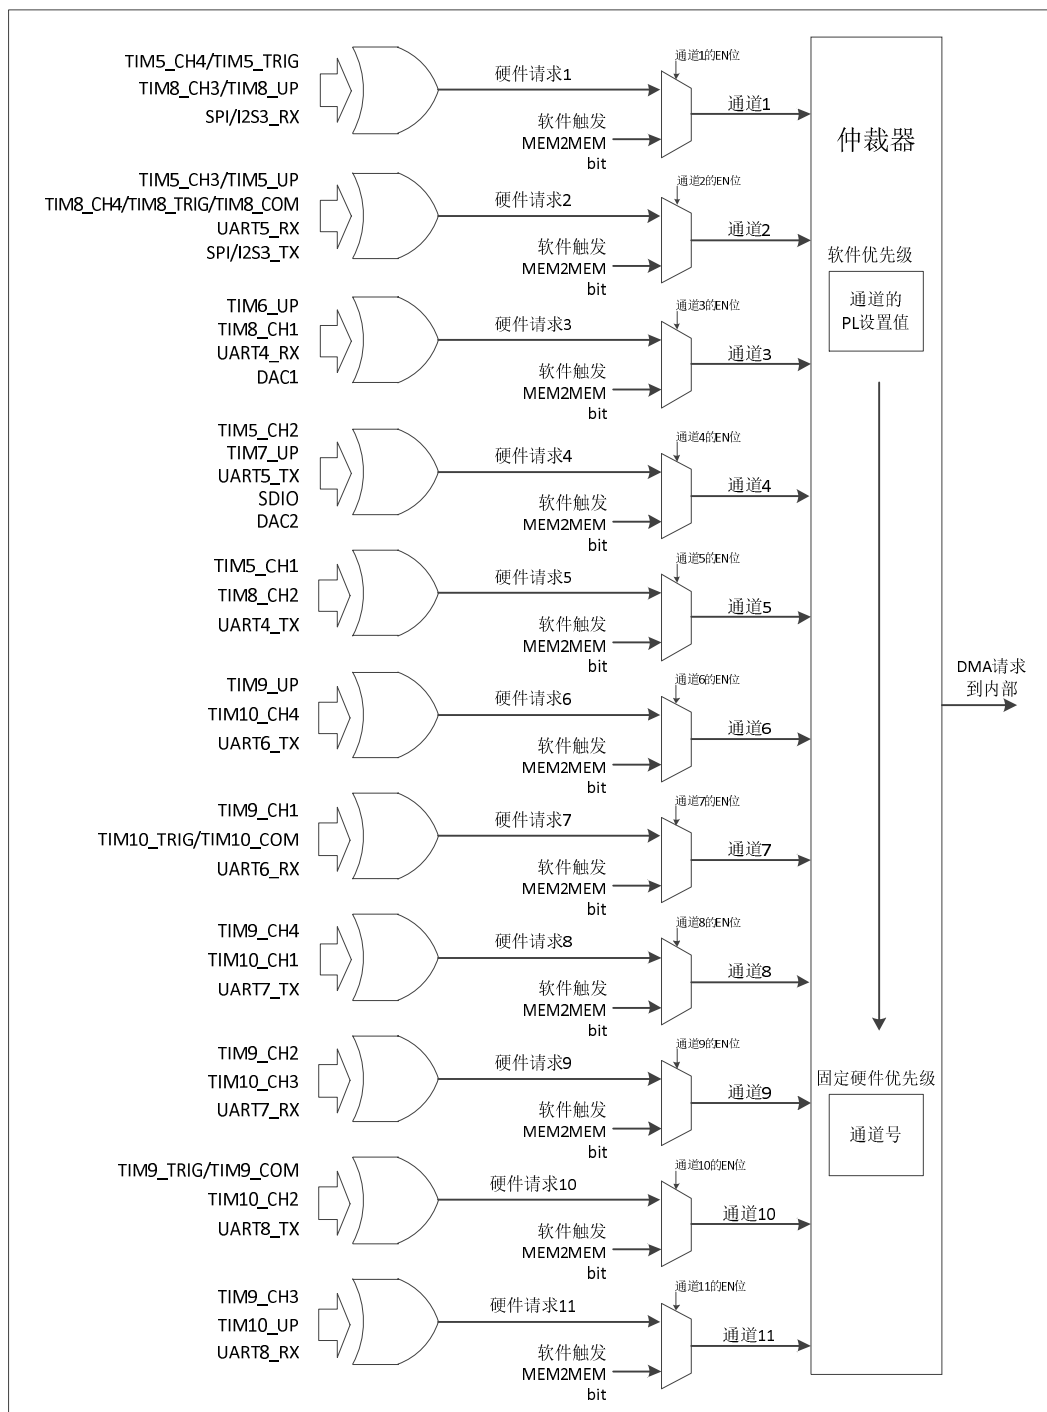 TIM5_CH4/TIM5_TRIG
TIM8_CH3/TIM8_UP
SPI/I2S3_RX
硬件请求1
软件触发
MEM2MEM
bit
通道1的EN位
通道1
TIM5_CH3/TIM5_UP
TIM8_CH4/TIM8_TRIG/TIM8_COM
UART5_RX
SPI/I2S3_TX
硬件请求2
软件触发
MEM2MEM
bit
通道2的EN位
通道2
TIM6_UP
TIM8_CH1
UART4_RX
DAC1
硬件请求3
软件触发
MEM2MEM
bit
通道3的EN位
通道3
TIM5_CH2
TIM7_UP
UART5_TX
SDIO
DAC2
硬件请求4
软件触发
MEM2MEM
bit
通道4的EN位
通道4
TIM5_CH1
TIM8_CH2
UART4_TX
硬件请求5
软件触发
MEM2MEM
bit
通道5的EN位
通道5
TIM9_UP
TIM10_CH4
UART6_TX
硬件请求6
软件触发
MEM2MEM
bit
通道6的EN位
通道6
TIM9_CH1
TIM10_TRIG/TIM10_COM
UART6_RX
硬件请求7
软件触发
MEM2MEM
bit
通道7的EN位
通道7
TIM9_CH4
TIM10_CH1
UART7_TX
硬件请求8
软件触发
MEM2MEM
bit
通道8的EN位
通道8
TIM9_CH2
TIM10_CH3
UART7_RX
硬件请求9
软件触发
MEM2MEM
bit
通道9的EN位
通道9
TIM9_TRIG/TIM9_COM
TIM10_CH2
UART8_TX
硬件请求10
软件触发
MEM2MEM
bit
通道10的EN位
通道10
TIM9_CH3
TIM10_UP
UART8_RX
硬件请求11
软件触发
MEM2MEM
bit
通道11的EN位
通道11
仲裁器
软件优先级
通道的
PL设置值
固定硬件优先级
通道号
DMA请求
到内部